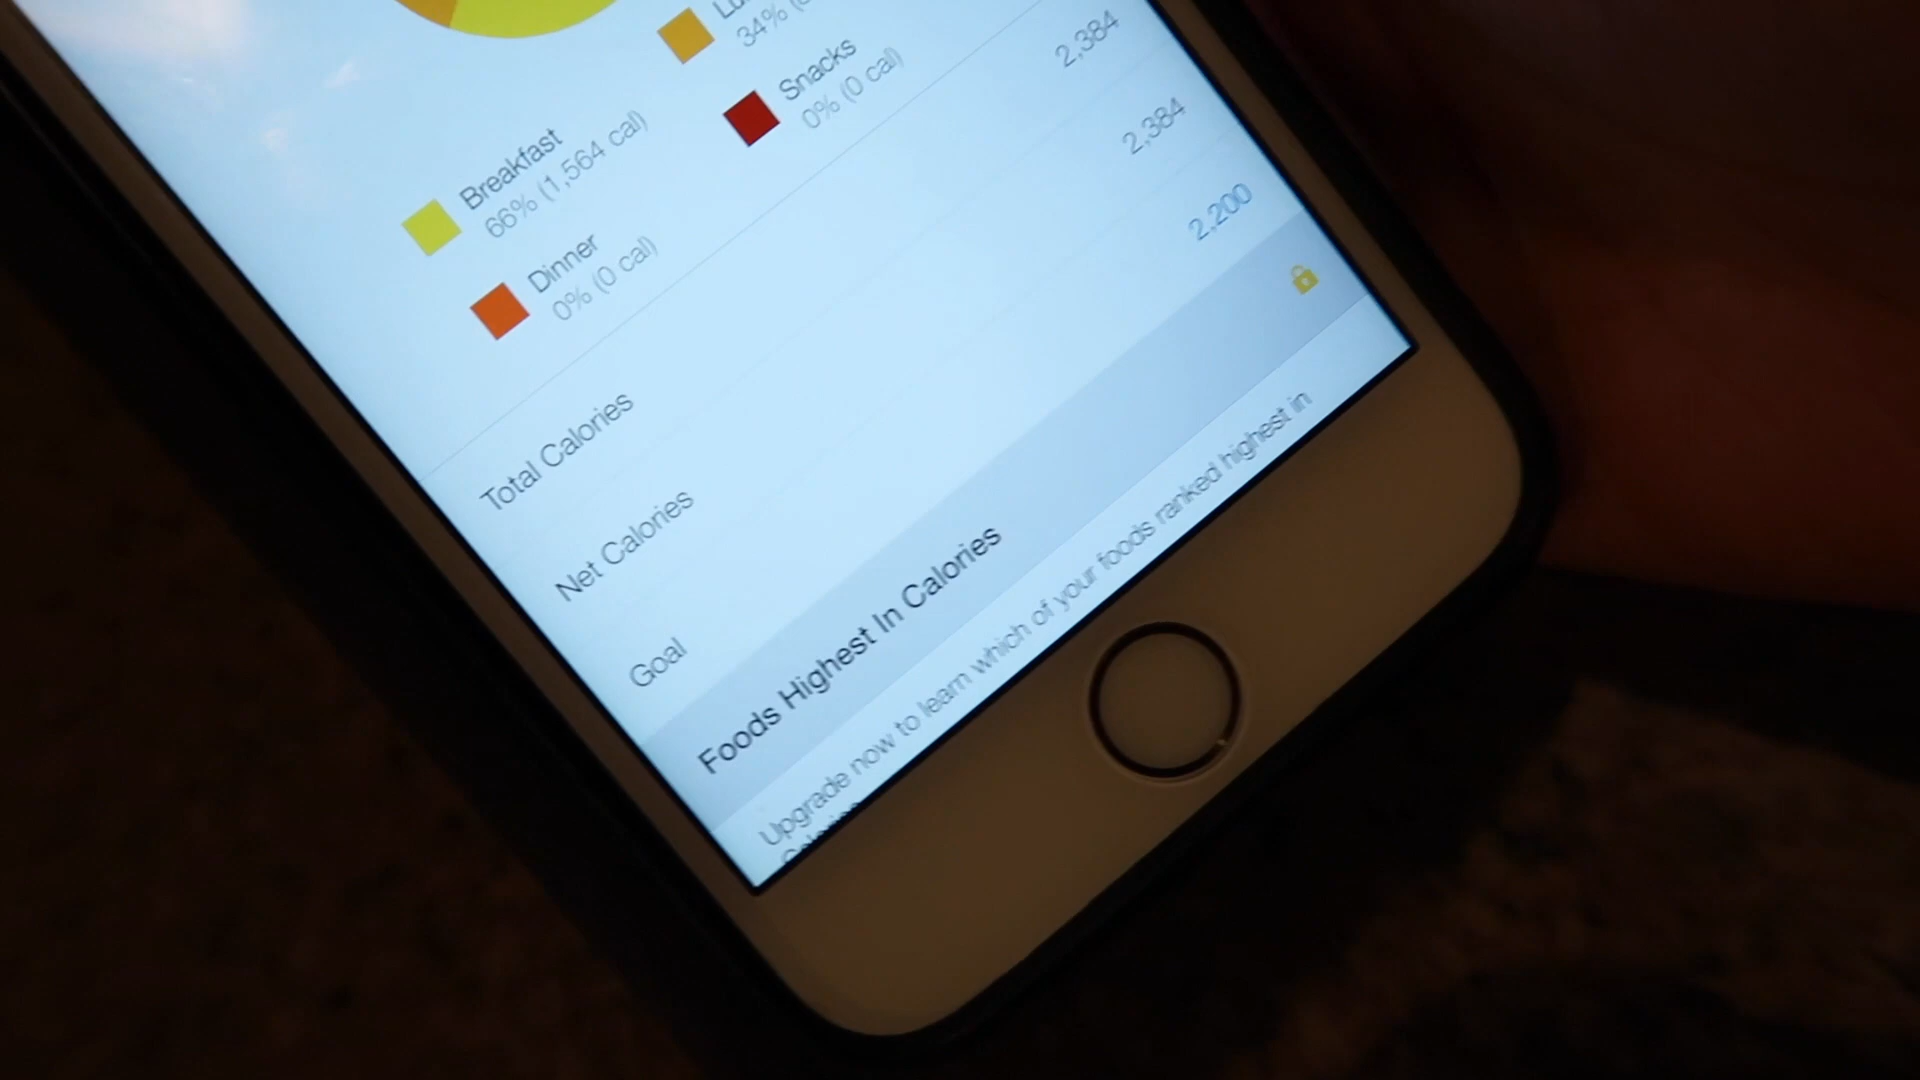 34%
Breakfast
66% (1,564 cal)
Snacks
0% (0 cal)
Dinner
0% (0 cal)
Total Calories 2,384
Net Calories 2,384
Goal 2,200
Foods Highest In Calories
Upgrade now to learn which of your foods ranked highest in